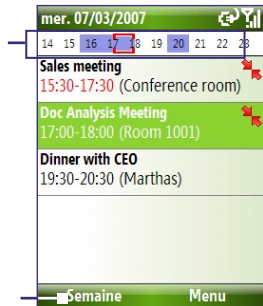 mer. 07/03/2007
14 15 16 17 18 19 20 21 22 23
Sales meeting
15:30-17:30 (Conference room)
Doc Analysis Meeting
17:00-18:00 (Room 1001)
Dinner with CEO
19:30-20:30 (Marthas)
Semaine Menu